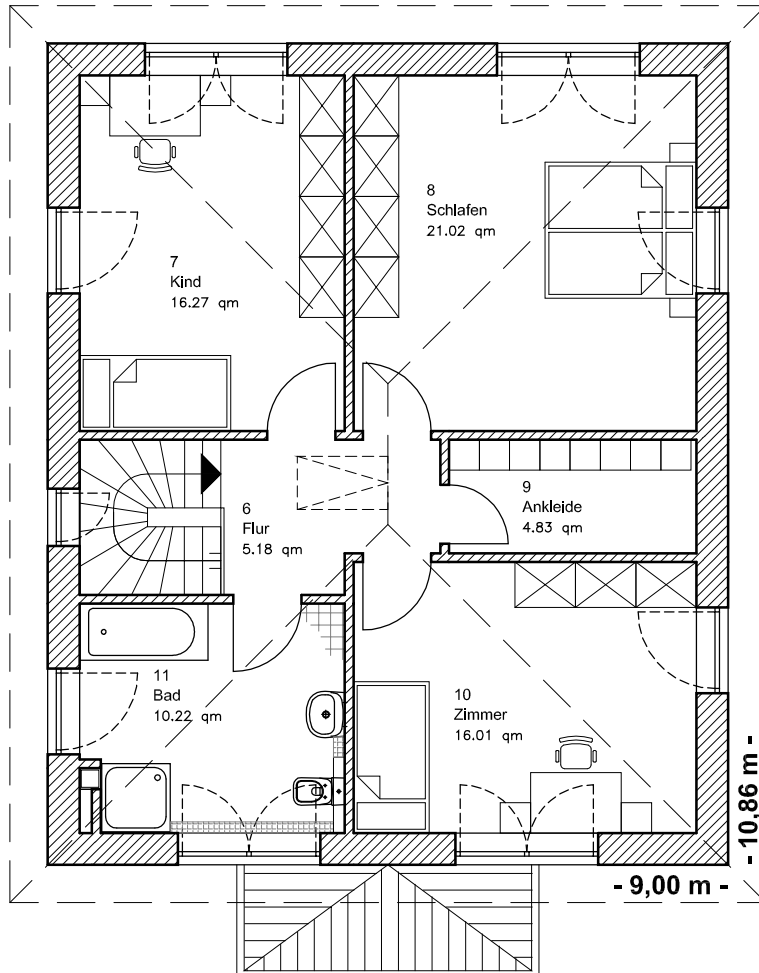 8
Schlafen
21.02 qm
7
Kind
16.27 qm
9
Ankleide
4.83 qm
6
Flur
5.18 qm
11
Bad
10.22 qm
10
Zimmer
16.01 qm
- 10,86 m -
- 9,00 m -